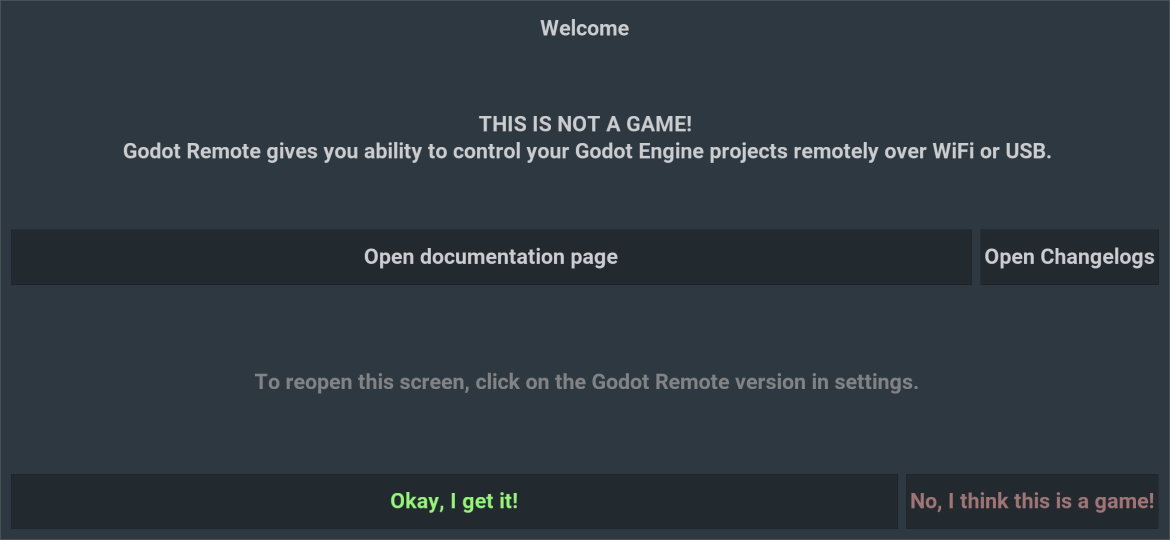 Welcome
THIS IS NOT A GAME!
Godot Remote gives you ability to control your Godot Engine projects remotely over WiFi or USB.
Open documentation page
Open Changelogs
To reopen this screen, click on the Godot Remote version in settings.
Okay, I get it!
No, I think this is a game!